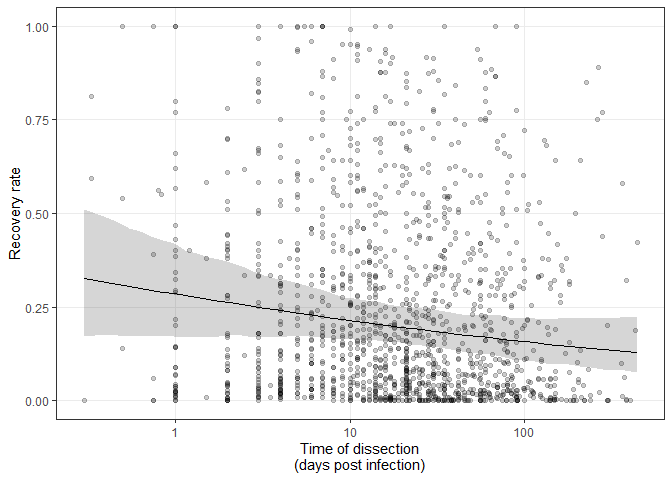 1.00
0.75
0.50
0.25
0.00
Recovery rate
1
10
100
Time of dissection
(days post infection)